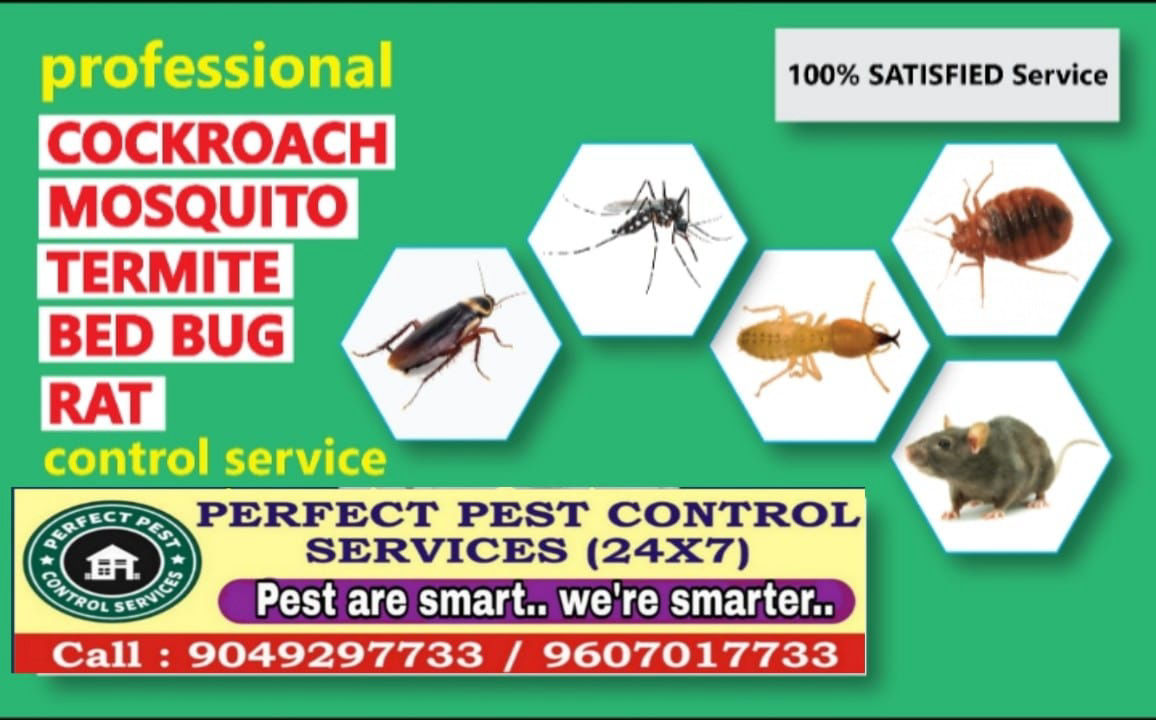 professional
100% SATISFIED Service
COCKROACH
MOSQUITO
TERMITE
BED BUG
RAT
control service
PERFECT PEST
CONTROL SERVICES
PERFECT PEST CONTROL
SERVICES (24X7)
Pest are smart.. we're smarter..
Call : 9049297733 / 9607017733